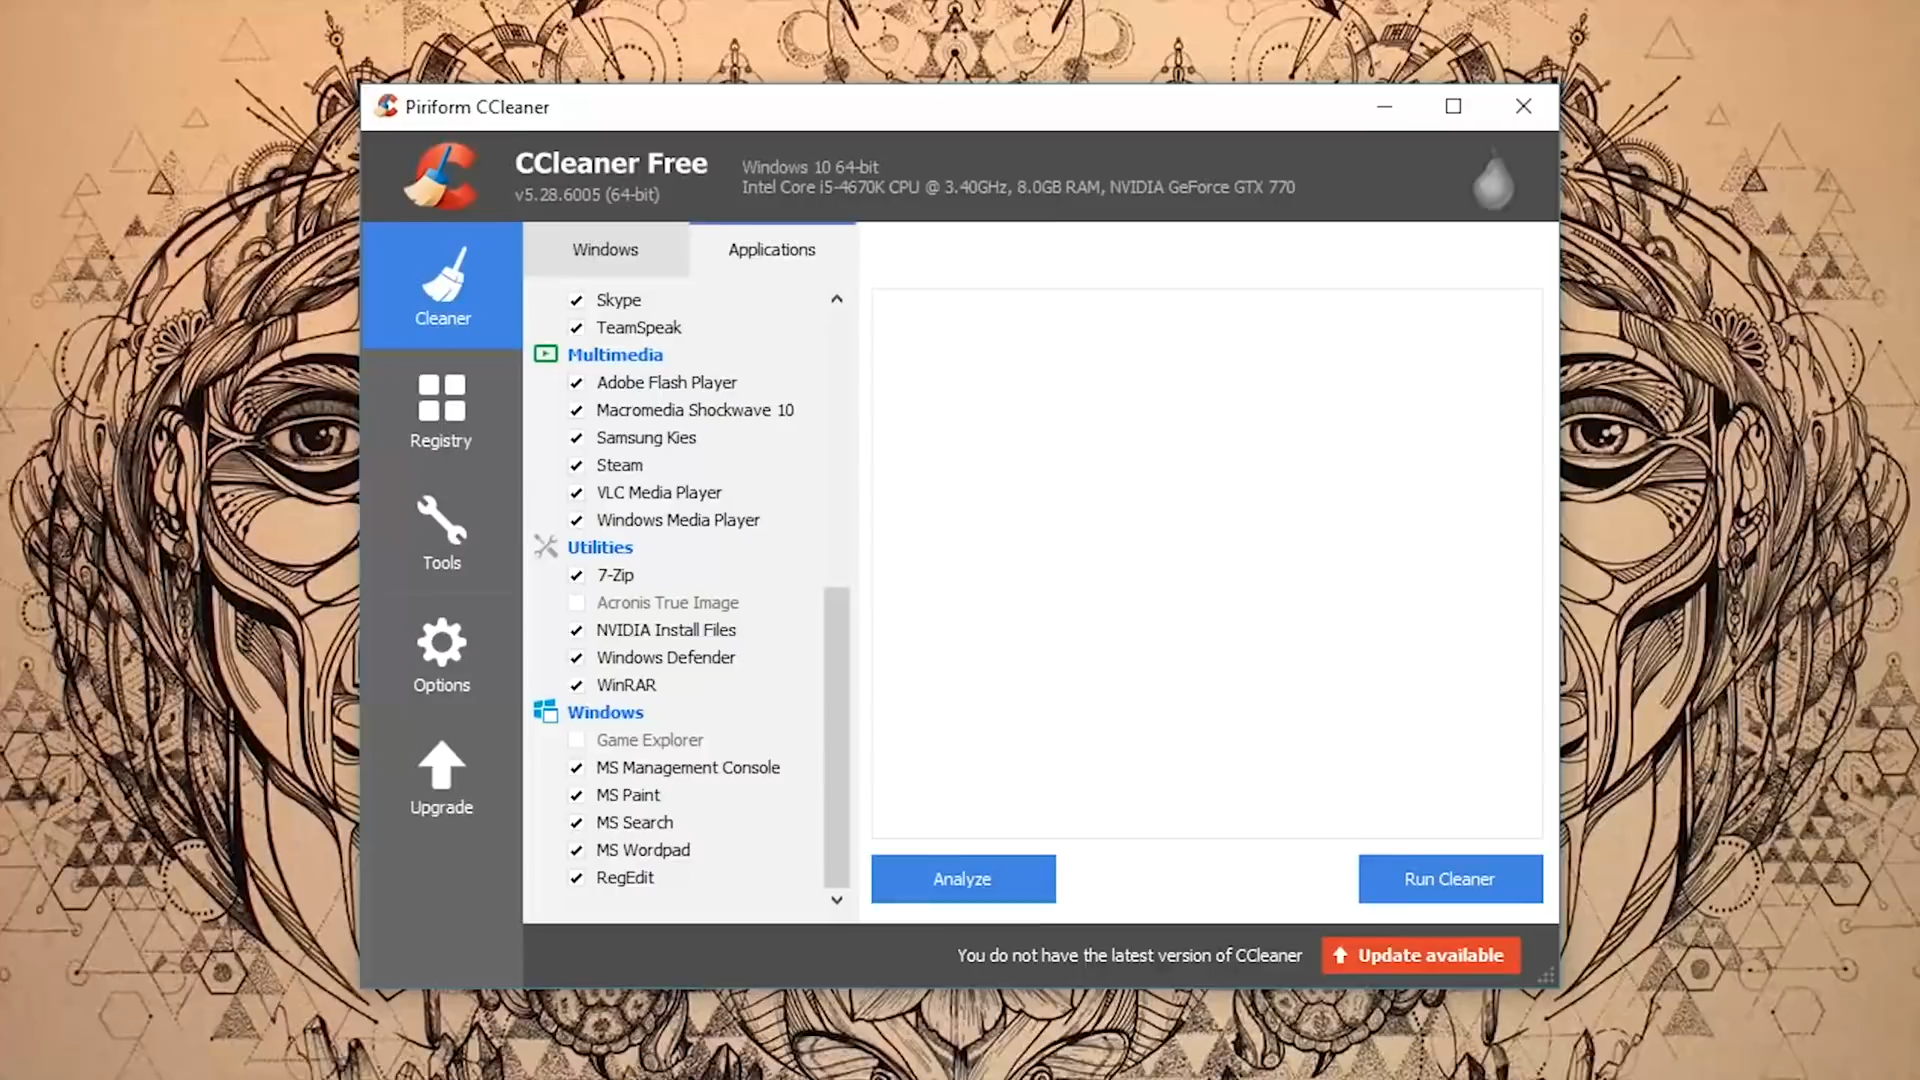 Piriform CCleaner
CCleaner Free
v5.28.6005 (64-bit)
Windows 10 64-bit
Intel Core i5-4670K CPU @ 3.40GHz, 8.0GB RAM, NVIDIA GeForce GTX 770
Cleaner
Registry
Tools
Options
Upgrade
Windows
Applications
Skype
TeamSpeak
Multimedia
Adobe Flash Player
Macromedia Shockwave 10
Samsung Kies
Steam
VLC Media Player
Windows Media Player
Utilities
7-Zip
Acronis True Image
NVIDIA Install Files
Windows Defender
WinRAR
Windows
Game Explorer
MS Management Console
MS Paint
MS Search
MS Wordpad
RegEdit
Analyze
Run Cleaner
You do not have the latest version of CCleaner
Update available